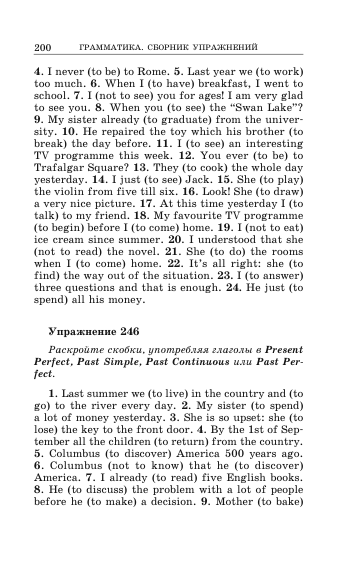 200 ГРАММАТИКА. СБОРНИК УПРАЖНЕНИЙ
4. I never (to be) to Rome. 5. Last year we (to work)
too much. 6. When I (to have) breakfast, I went to
school. 7. I (not to see) you for ages! I am very glad
to see you. 8. When you (to see) the “Swan Lake”?
9. My sister already (to graduate) from the univer-
sity. 10. He repaired the toy which his brother (to
break) the day before. 11. I (to see) an interesting
TV programme this week. 12. You ever (to be) to
Trafalgar Square? 13. They (to cook) the whole day
yesterday. 14. I just (to see) Jack. 15. She (to play)
the violin from five till six. 16. Look! She (to draw)
a very nice picture. 17. At this time yesterday I (to
talk) to my friend. 18. My favourite TV programme
(to begin) before I (to come) home. 19. I (not to eat)
ice cream since summer. 20. I understood that she
(not to read) the novel. 21. She (to do) the rooms
when I (to come) home. 22. It’s all right: she (to
find) the way out of the situation. 23. I (to answer)
three questions and that is enough. 24. He just (to
spend) all his money.
Упражнение 246
Раскройте скобки, употребляя глаголы в Present
Perfect, Past Simple, Past Continuous или Past Per-
fect.
1. Last summer we (to live) in the country and (to
go) to the river every day. 2. My sister (to spend)
a lot of money yesterday. 3. She is so upset: she (to
lose) the key to the front door. 4. By the 1st of Sep-
tember all the children (to return) from the country.
5. Columbus (to discover) America 500 years ago.
6. Columbus (not to know) that he (to discover)
America. 7. I already (to read) five English books.
8. He (to discuss) the problem with a lot of people
before he (to make) a decision. 9. Mother (to bake)